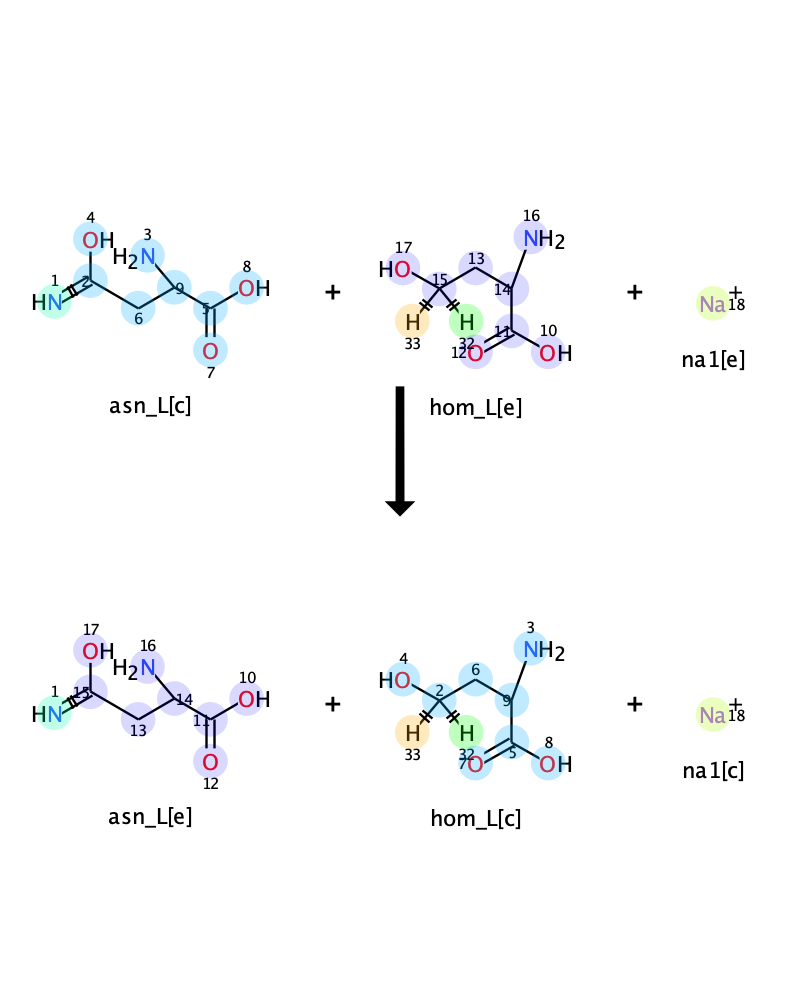 4
OH
3
H2N
1
HN
2
9
8
OH
6
5
7
O
+
16
NH2
17
HO
13
15
14
H
33
H
32
12
O
11
10
OH
+
Na+
18
asn_L[c]
hom_L[e]
na1[e]
17
OH
16
H2N
1
HN
15
14
10
OH
13
11
12
O
+
3
NH2
4
HO
6
2
9
H
33
H
32
7
O
5
8
OH
+
Na+
18
asn_L[e]
hom_L[c]
na1[c]